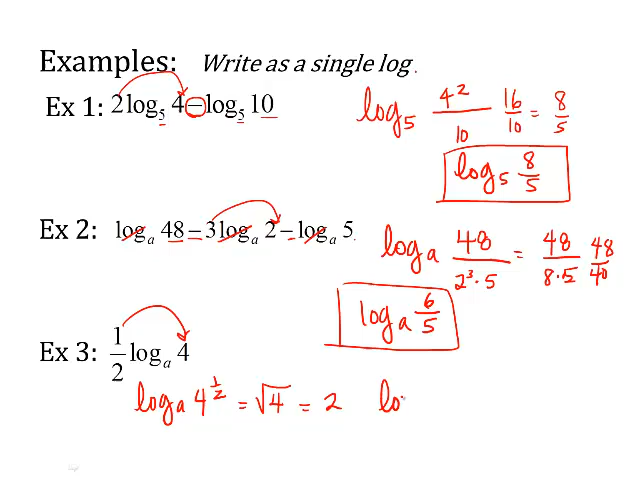 Examples: Write as a single log.
Ex 1: 2log₅ 4 − log₅ 10
log₅ 4²/10 16/10 = 8/5
log₅ 8/5
Ex 2: logₐ 48 − 3logₐ 2 − logₐ 5.
logₐ 48/(2³·5) = 48/(8·5) 48/40
logₐ 6/5
Ex 3: 1/2 logₐ 4
logₐ 4^(1/2) = √4 = 2 lo